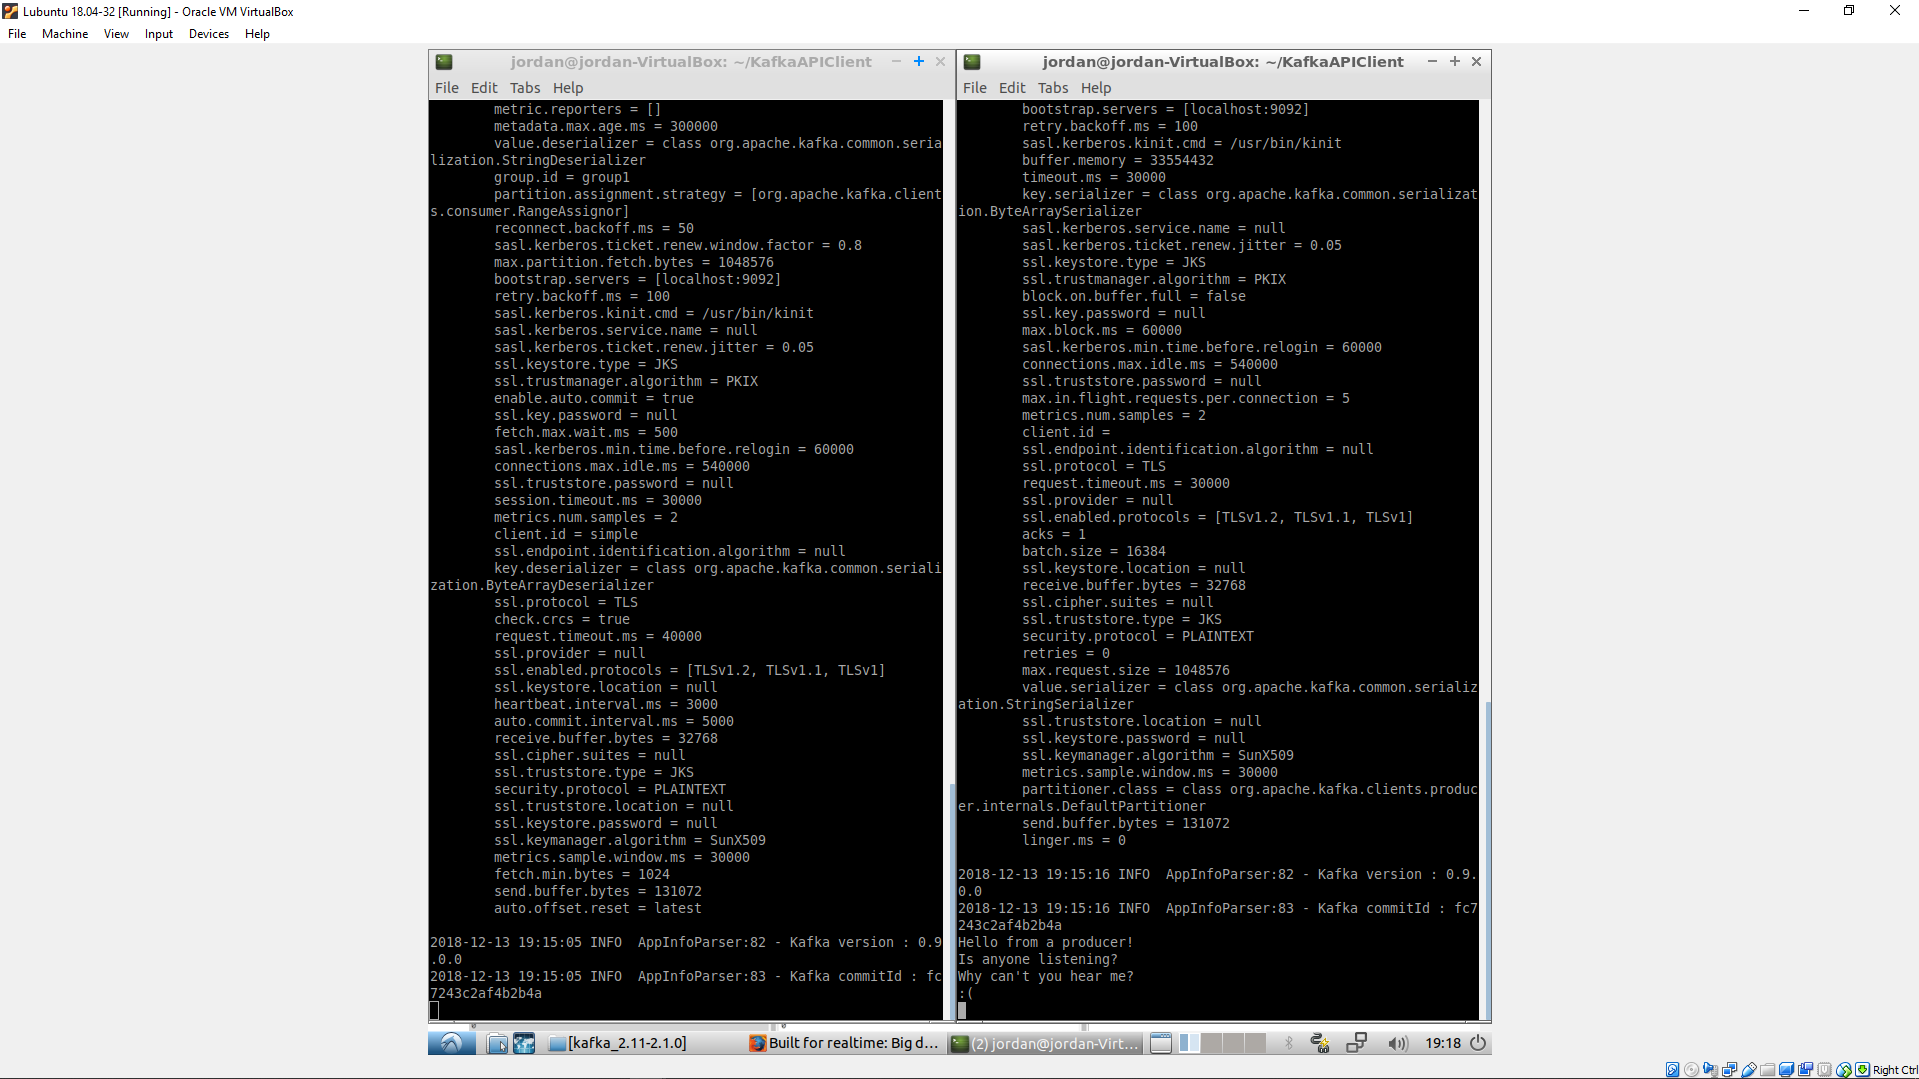 Lubuntu 18.04-32 [Running] - Oracle VM VirtualBox
File Machine View Input Devices Help
jordan@jordan-VirtualBox: ~/KafkaAPIClient
File Edit Tabs Help
metric.reporters = []
metadata.max.age.ms = 300000
value.deserializer = class org.apache.kafka.common.seria
lization.StringDeserializer
group.id = group1
partition.assignment.strategy = [org.apache.kafka.client
s.consumer.RangeAssignor]
reconnect.backoff.ms = 50
sasl.kerberos.ticket.renew.window.factor = 0.8
max.partition.fetch.bytes = 1048576
bootstrap.servers = [localhost:9092]
retry.backoff.ms = 100
sasl.kerberos.kinit.cmd = /usr/bin/kinit
sasl.kerberos.service.name = null
sasl.kerberos.ticket.renew.jitter = 0.05
ssl.keystore.type = JKS
ssl.trustmanager.algorithm = PKIX
enable.auto.commit = true
ssl.key.password = null
fetch.max.wait.ms = 500
sasl.kerberos.min.time.before.relogin = 60000
connections.max.idle.ms = 540000
ssl.truststore.password = null
session.timeout.ms = 30000
metrics.num.samples = 2
client.id = simple
ssl.endpoint.identification.algorithm = null
key.deserializer = class org.apache.kafka.common.seriali
zation.ByteArrayDeserializer
ssl.protocol = TLS
check.crcs = true
request.timeout.ms = 40000
ssl.provider = null
ssl.enabled.protocols = [TLSv1.2, TLSv1.1, TLSv1]
ssl.keystore.location = null
heartbeat.interval.ms = 3000
auto.commit.interval.ms = 5000
receive.buffer.bytes = 32768
ssl.cipher.suites = null
ssl.truststore.type = JKS
security.protocol = PLAINTEXT
ssl.truststore.location = null
ssl.keystore.password = null
ssl.keymanager.algorithm = SunX509
metrics.sample.window.ms = 30000
fetch.min.bytes = 1024
send.buffer.bytes = 131072
auto.offset.reset = latest
2018-12-13 19:15:05 INFO  AppInfoParser:82 - Kafka version : 0.9
.0.0
2018-12-13 19:15:05 INFO  AppInfoParser:83 - Kafka commitId : fc
7243c2af4b2b4a
jordan@jordan-VirtualBox: ~/KafkaAPIClient
File Edit Tabs Help
bootstrap.servers = [localhost:9092]
retry.backoff.ms = 100
sasl.kerberos.kinit.cmd = /usr/bin/kinit
buffer.memory = 33554432
timeout.ms = 30000
key.serializer = class org.apache.kafka.common.serializat
ion.ByteArraySerializer
sasl.kerberos.service.name = null
sasl.kerberos.ticket.renew.jitter = 0.05
ssl.keystore.type = JKS
ssl.trustmanager.algorithm = PKIX
block.on.buffer.full = false
ssl.key.password = null
max.block.ms = 60000
sasl.kerberos.min.time.before.relogin = 60000
connections.max.idle.ms = 540000
ssl.truststore.password = null
max.in.flight.requests.per.connection = 5
metrics.num.samples = 2
client.id =
ssl.endpoint.identification.algorithm = null
ssl.protocol = TLS
request.timeout.ms = 30000
ssl.provider = null
ssl.enabled.protocols = [TLSv1.2, TLSv1.1, TLSv1]
acks = 1
batch.size = 16384
ssl.keystore.location = null
receive.buffer.bytes = 32768
ssl.cipher.suites = null
ssl.truststore.type = JKS
security.protocol = PLAINTEXT
retries = 0
max.request.size = 1048576
value.serializer = class org.apache.kafka.common.serializ
ation.StringSerializer
ssl.truststore.location = null
ssl.keystore.password = null
ssl.keymanager.algorithm = SunX509
metrics.sample.window.ms = 30000
partitioner.class = class org.apache.kafka.clients.produc
er.internals.DefaultPartitioner
send.buffer.bytes = 131072
linger.ms = 0
2018-12-13 19:15:16 INFO  AppInfoParser:82 - Kafka version : 0.9.
0.0
2018-12-13 19:15:16 INFO  AppInfoParser:83 - Kafka commitId : fc7
243c2af4b2b4a
Hello from a producer!
Is anyone listening?
Why can't you hear me?
:(
[kafka_2.11-2.1.0] Built for realtime: Big d... (2) jordan@jordan-Virt... 19:18
Right Ctrl